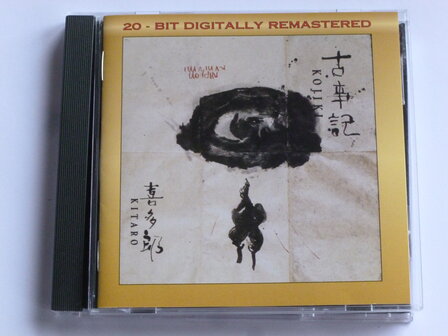 20 - BIT DIGITALLY REMASTERED
古事記
KOJIKI
喜多郎
KITARO